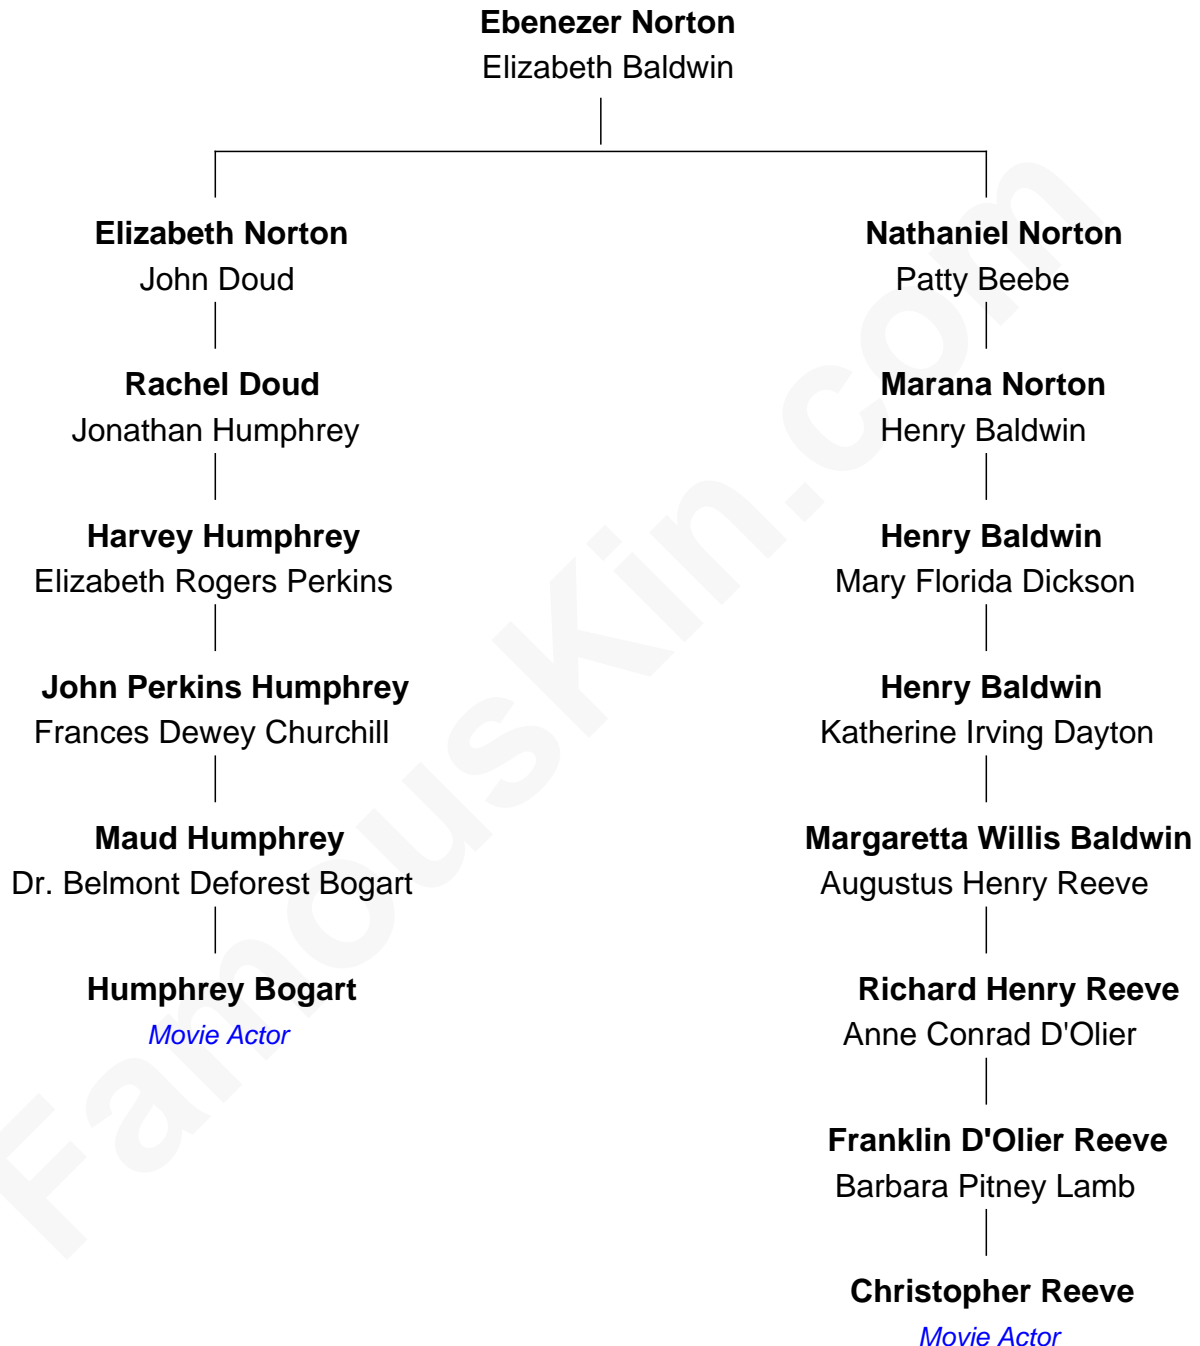 Ebenezer Norton
Elizabeth Baldwin
Elizabeth Norton
John Doud
Nathaniel Norton
Patty Beebe
Rachel Doud
Jonathan Humphrey
Marana Norton
Henry Baldwin
Harvey Humphrey
Elizabeth Rogers Perkins
Henry Baldwin
Mary Florida Dickson
John Perkins Humphrey
Frances Dewey Churchill
Henry Baldwin
Katherine Irving Dayton
Maud Humphrey
Dr. Belmont Deforest Bogart
Margaretta Willis Baldwin
Augustus Henry Reeve
Humphrey Bogart
Movie Actor
Richard Henry Reeve
Anne Conrad D'Olier
Franklin D'Olier Reeve
Barbara Pitney Lamb
Christopher Reeve
Movie Actor
FamousKin.com